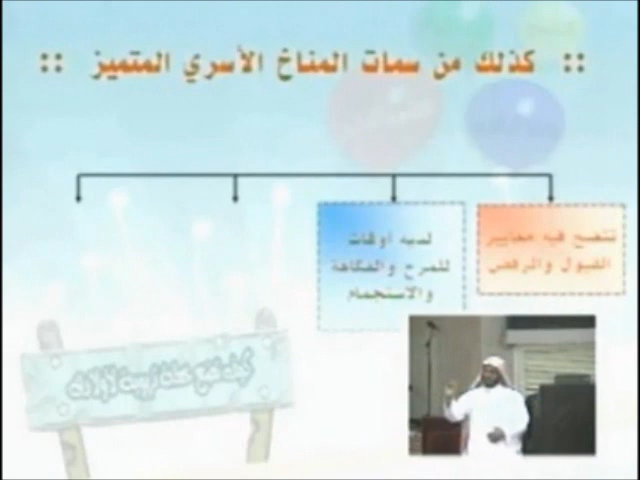 :: كذلك من سمات المناخ الأسري المتميز ::
تتضح فيه معايير
القبول والرفض
لديه أوقات
للمرح والفكاهة
والاستجمام